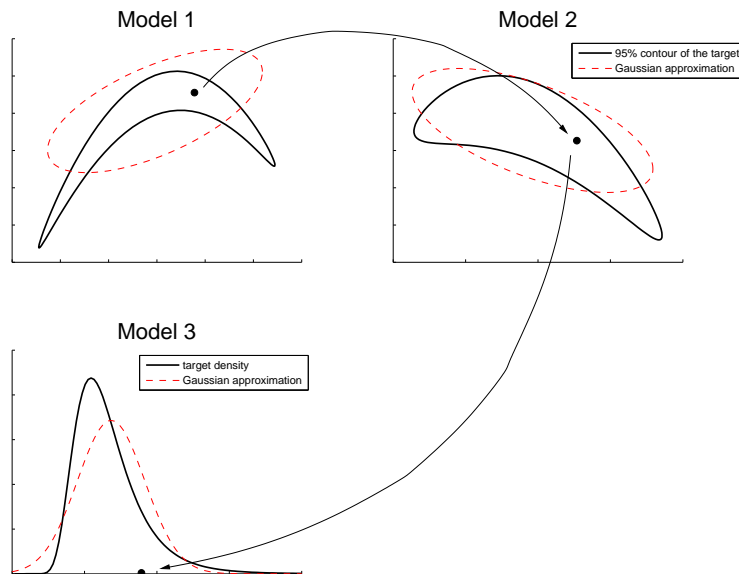 Model 1
Model 2
95% contour of the target
Gaussian approximation
Model 3
target density
Gaussian approximation